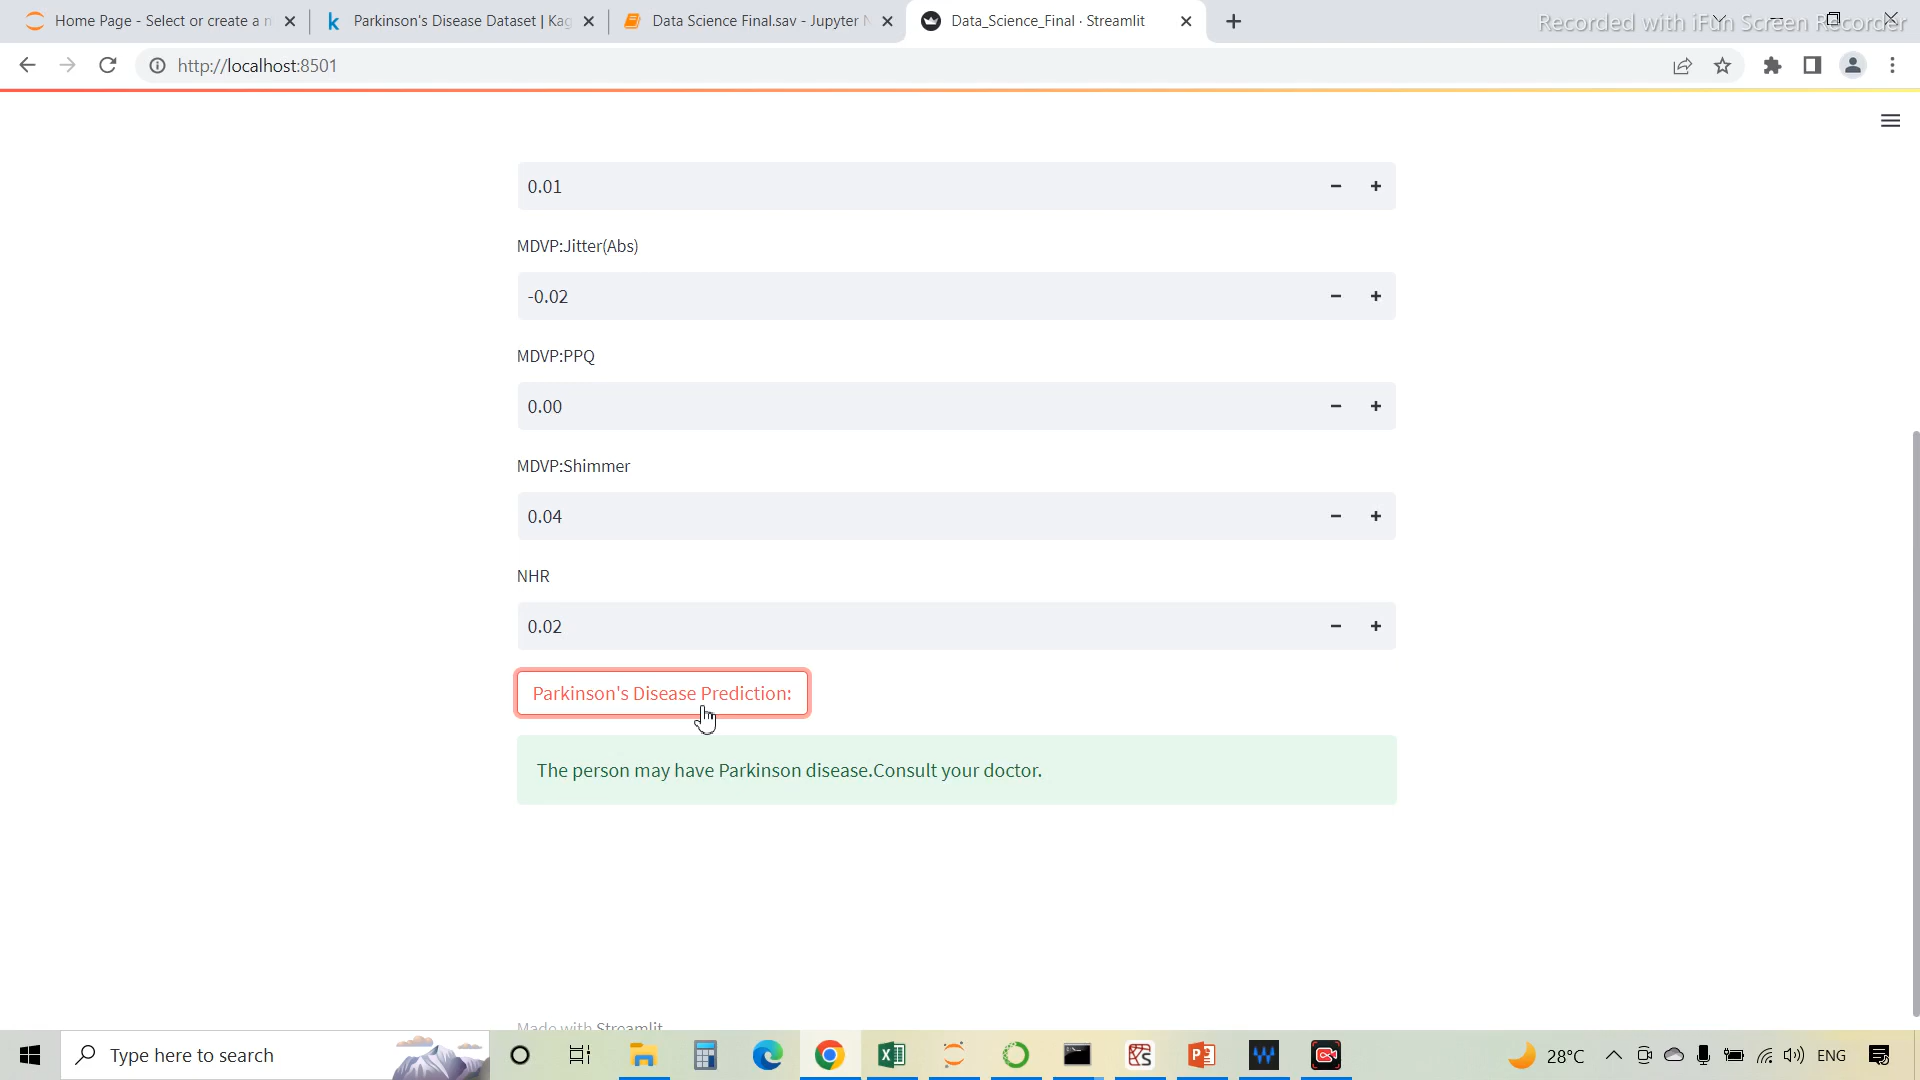 Home Page - Select or create a n
Parkinson's Disease Dataset | Kag
Data Science Final.sav - Jupyter N
Data_Science_Final · Streamlit
Recorded with iFun Screen Recorder
http://localhost:8501
0.01
MDVP:Jitter(Abs)
-0.02
MDVP:PPQ
0.00
MDVP:Shimmer
0.04
NHR
0.02
Parkinson's Disease Prediction:
The person may have Parkinson disease.Consult your doctor.
Made with Streamlit
Type here to search
28°C
ENG